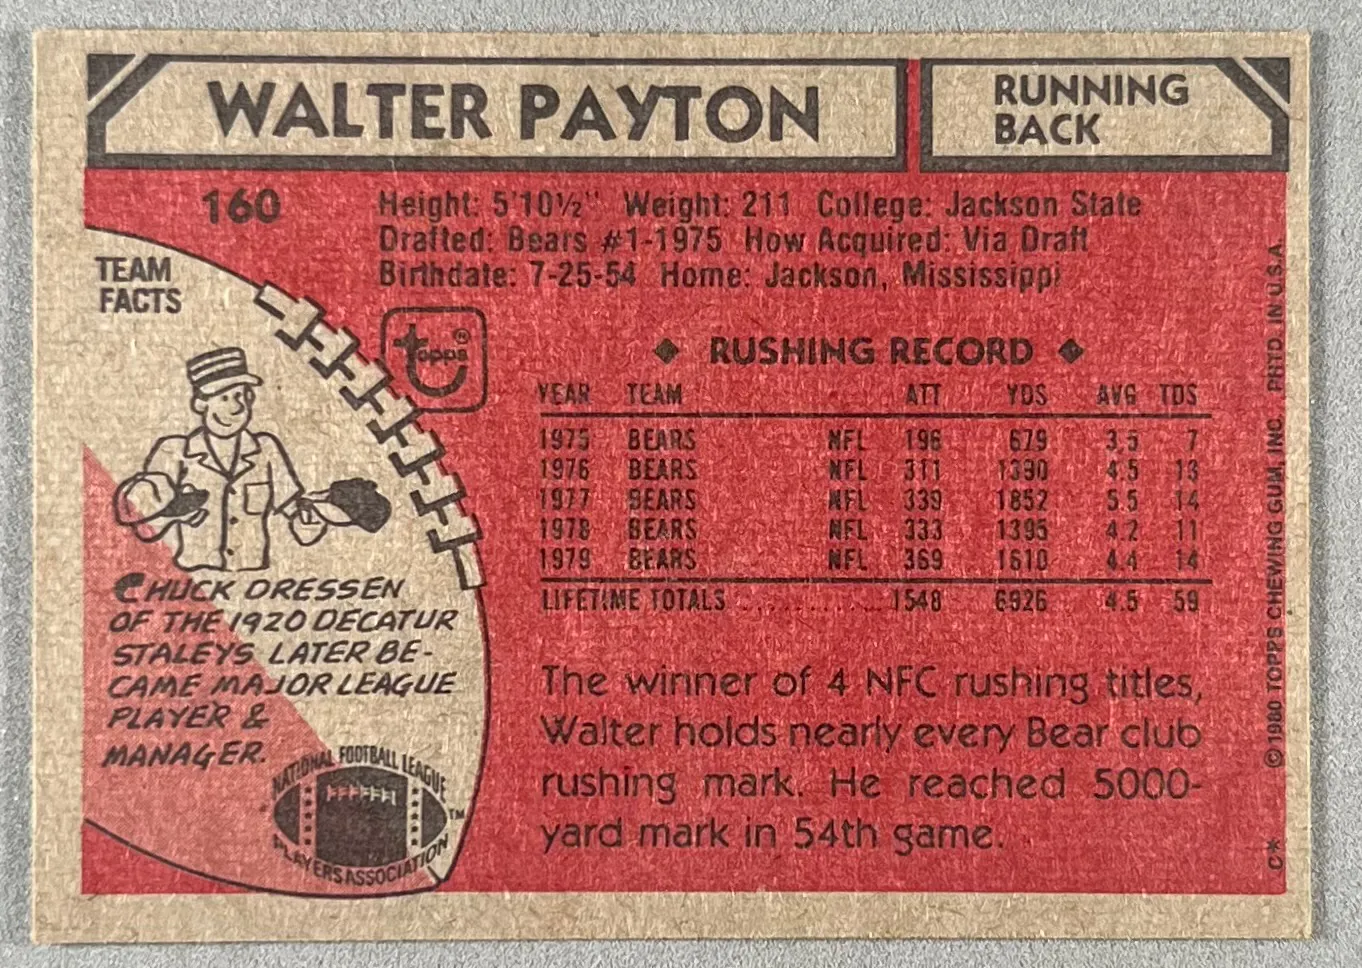 WALTER PAYTON
RUNNING
BACK
160
Height: 5'10½" Weight: 211 College: Jackson State
Drafted: Bears #1-1975 How Acquired: Via Draft
Birthdate: 7-25-54 Home: Jackson, Mississippi
TEAM
FACTS
topps®
◆ RUSHING RECORD ◆
YEAR TEAM ATT YDS AVG TDS
1975 BEARS NFL 196 679 3.5 7
1976 BEARS NFL 311 1390 4.5 13
1977 BEARS NFL 339 1852 5.5 14
1978 BEARS NFL 333 1395 4.2 11
1979 BEARS NFL 369 1610 4.4 14
LIFETIME TOTALS ............... 1548 6926 4.5 59
CHUCK DRESSEN
OF THE 1920 DECATUR
STALEYS LATER BE-
CAME MAJOR LEAGUE
PLAYER &
MANAGER.
NATIONAL FOOTBALL LEAGUE
PLAYERS ASSOCIATION
TM
The winner of 4 NFC rushing titles,
Walter holds nearly every Bear club
rushing mark. He reached 5000-
yard mark in 54th game.
C* © 1980 TOPPS CHEWING GUM, INC. PRTD IN U.S.A.